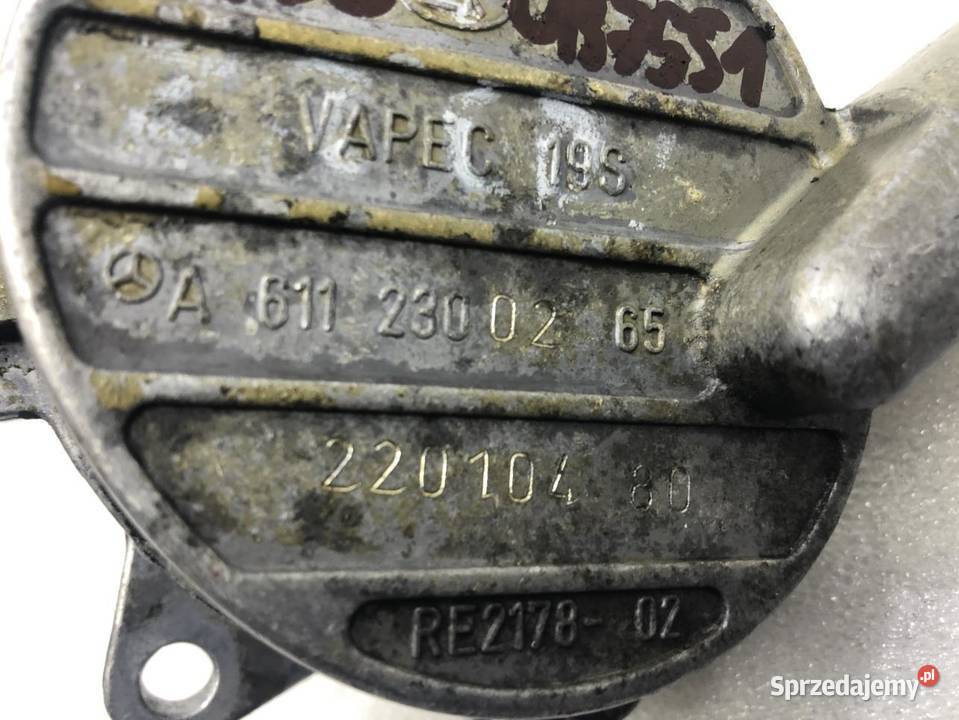 VAPEC 19S
A 611 230 02 65
220104 80
RE2178- 02
Sprzedajemy.pl